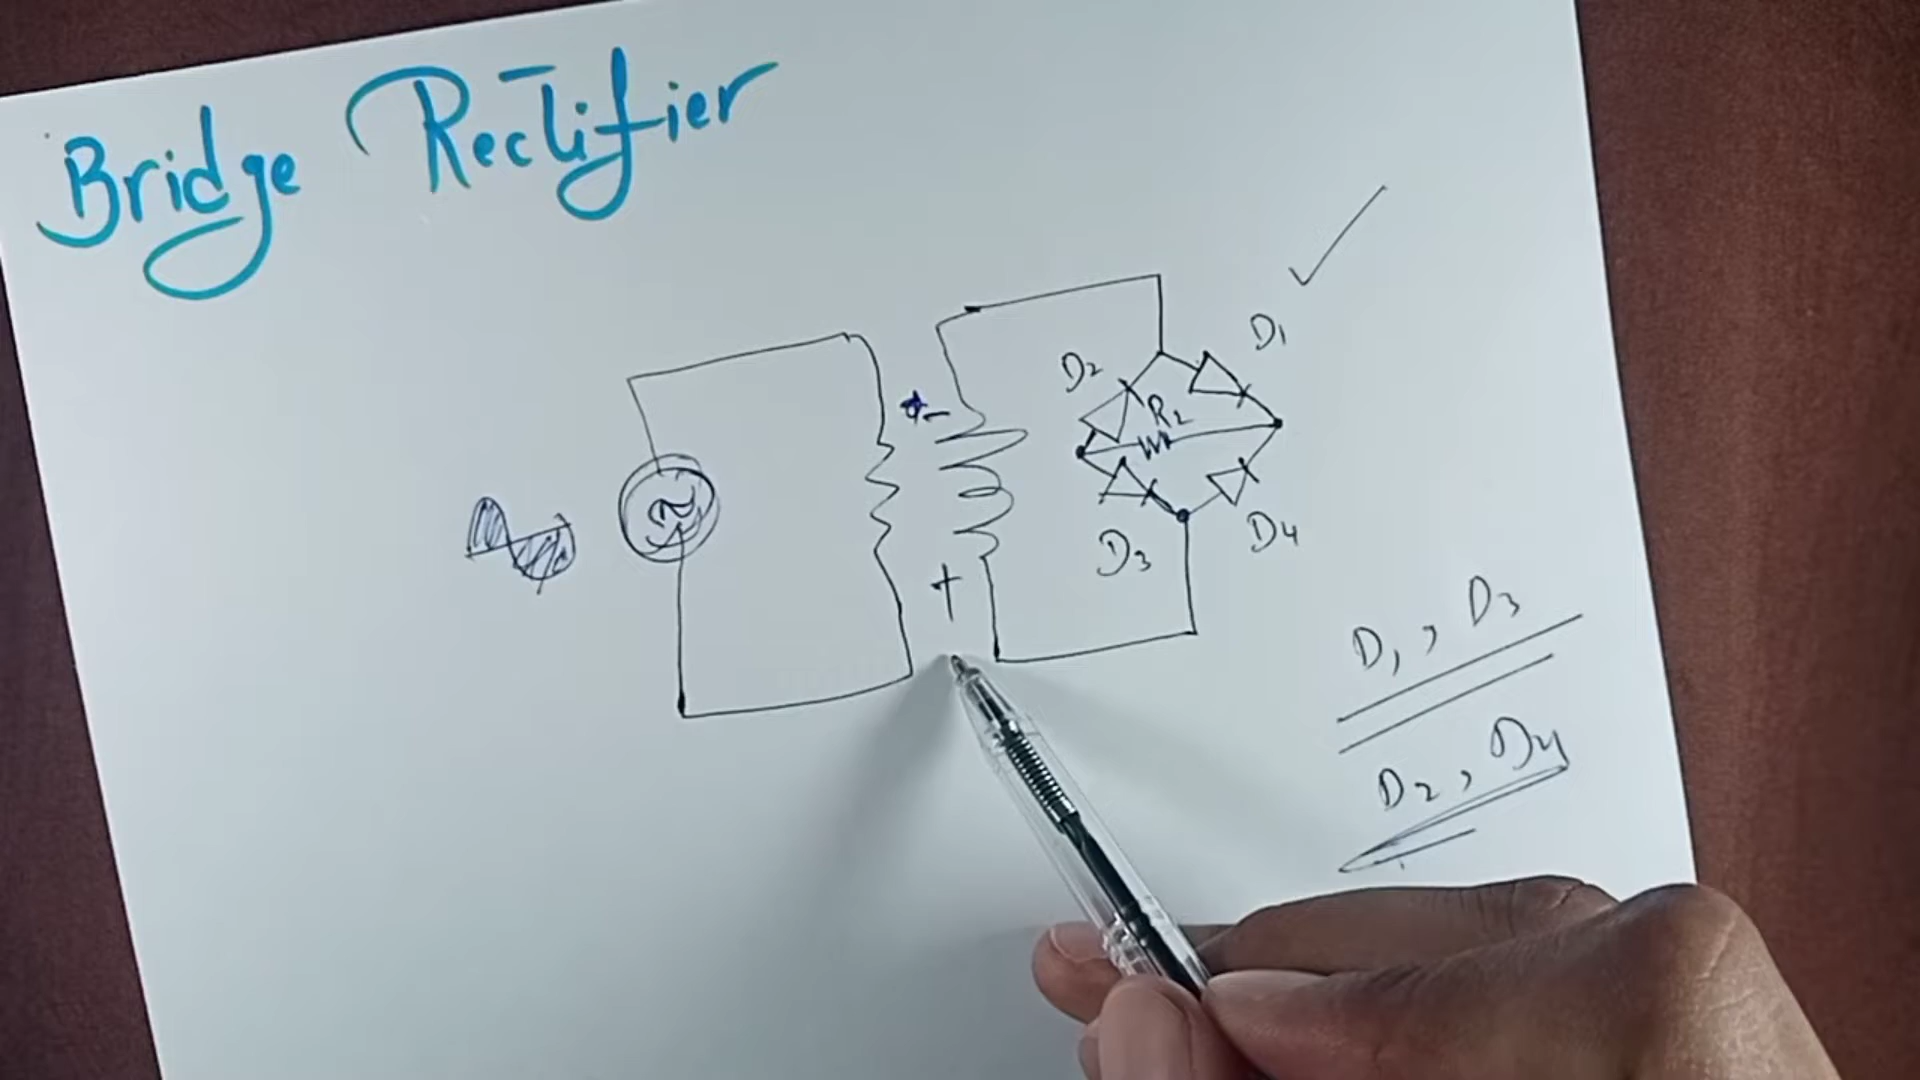 Bridge Rectifier
D1
D2
R2
-
+
D3
D4
D1, D3
D2, D4